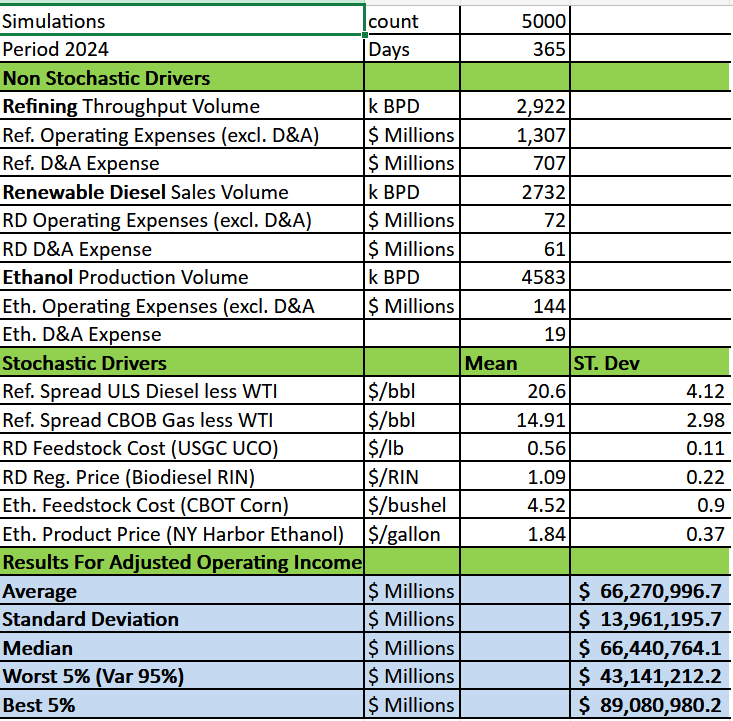 Simulations count 5000
Period 2024 Days 365
Non Stochastic Drivers
Refining Throughput Volume k BPD 2,922
Ref. Operating Expenses (excl. D&A) $ Millions 1,307
Ref. D&A Expense $ Millions 707
Renewable Diesel Sales Volume k BPD 2732
RD Operating Expenses (excl. D&A) $ Millions 72
RD D&A Expense $ Millions 61
Ethanol Production Volume k BPD 4583
Eth. Operating Expenses (excl. D&A $ Millions 144
Eth. D&A Expense 19
Stochastic Drivers Mean ST. Dev
Ref. Spread ULS Diesel less WTI $/bbl 20.6 4.12
Ref. Spread CBOB Gas less WTI $/bbl 14.91 2.98
RD Feedstock Cost (USGC UCO) $/lb 0.56 0.11
RD Reg. Price (Biodiesel RIN) $/RIN 1.09 0.22
Eth. Feedstock Cost (CBOT Corn) $/bushel 4.52 0.9
Eth. Product Price (NY Harbor Ethanol) $/gallon 1.84 0.37
Results For Adjusted Operating Income
Average $ Millions $ 66,270,996.7
Standard Deviation $ Millions $ 13,961,195.7
Median $ Millions $ 66,440,764.1
Worst 5% (Var 95%) $ Millions $ 43,141,212.2
Best 5% $ Millions $ 89,080,980.2